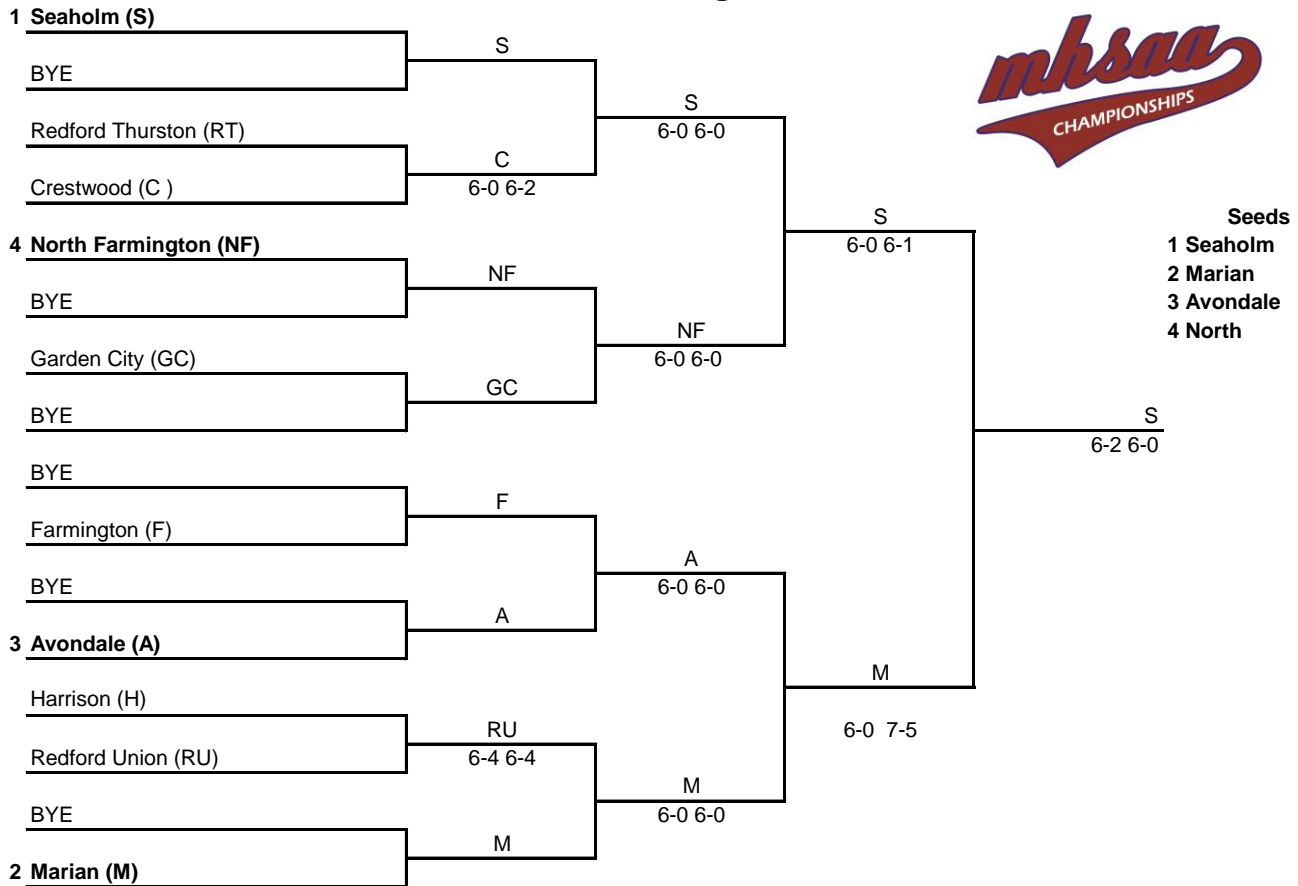 1 Seaholm (S)
S
BYE
S
6-0 6-0
Redford Thurston (RT)
C
6-0 6-2
Crestwood (C )
S
6-0 6-1
4 North Farmington (NF)
NF
BYE
NF
6-0 6-0
Garden City (GC)
GC
BYE
S
6-2 6-0
BYE
F
Farmington (F)
A
6-0 6-0
BYE
A
3 Avondale (A)
M
6-0 7-5
Harrison (H)
RU
6-4 6-4
Redford Union (RU)
M
6-0 6-0
BYE
M
2 Marian (M)
mhsaa
CHAMPIONSHIPS
Seeds
1 Seaholm
2 Marian
3 Avondale
4 North